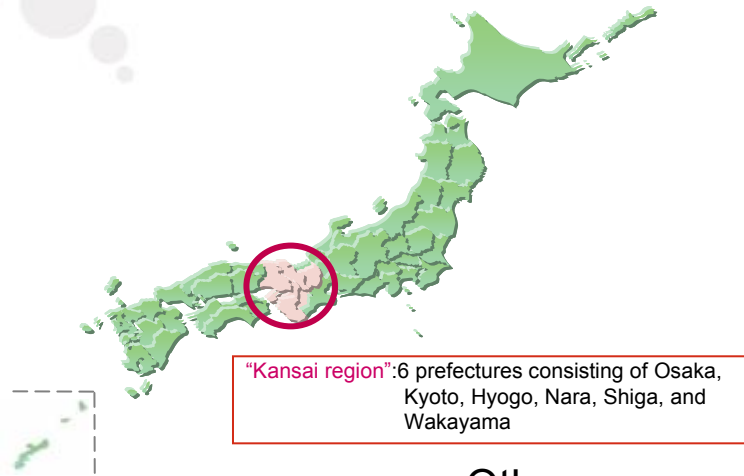 "Kansai region":6 prefectures consisting of Osaka,
Kyoto, Hyogo, Nara, Shiga, and
Wakayama